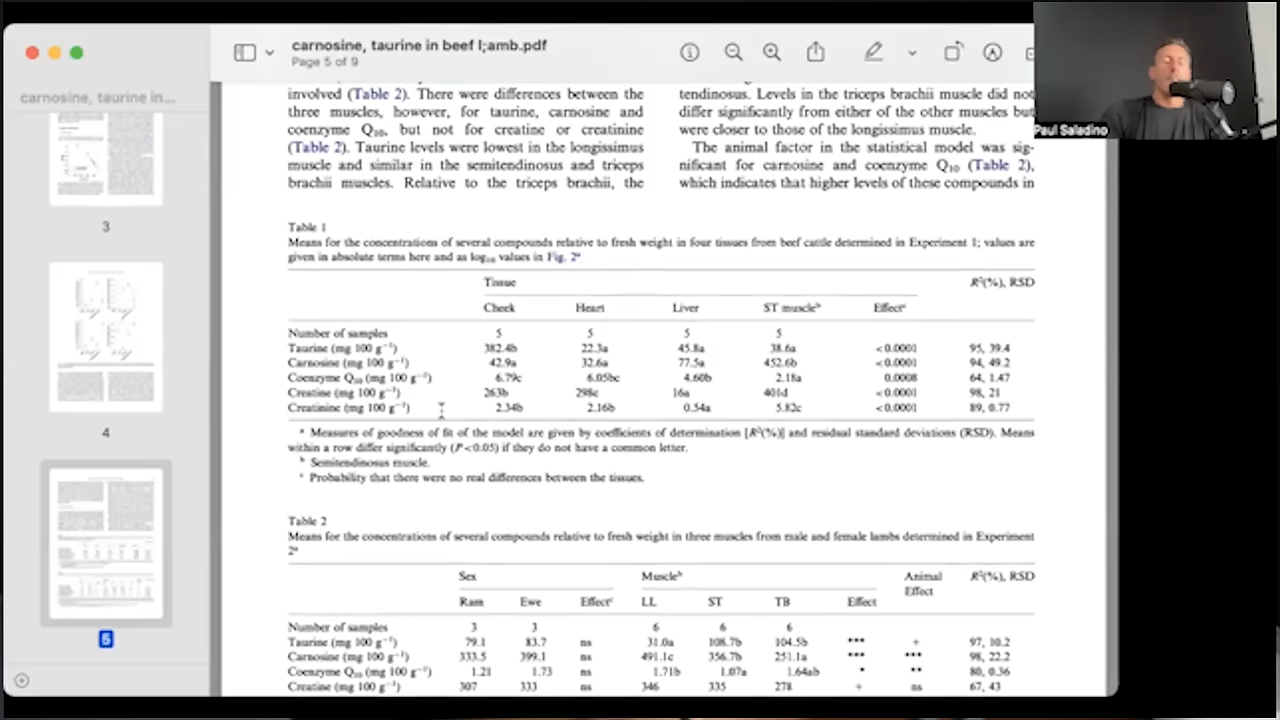 carnosine, taurine in beef l;amb.pdf
Page 5 of 9
carnosine, taurine in...
3
4
5
Paul Saladino
involved (Table 2). There were differences between the
three muscles, however, for taurine, carnosine and
coenzyme Q10, but not for creatine or creatinine
(Table 2). Taurine levels were lowest in the longissimus
muscle and similar in the semitendinosus and triceps
brachii muscles. Relative to the triceps brachii, the
tendinosus. Levels in the triceps brachii muscle did not
differ significantly from either of the other muscles but
were closer to those of the longissimus muscle.
The animal factor in the statistical model was sig-
nificant for carnosine and coenzyme Q10 (Table 2),
which indicates that higher levels of these compounds in
Table 1
Means for the concentrations of several compounds relative to fresh weight in four tissues from beef cattle determined in Experiment 1; values are
given in absolute terms here and as log10 values in Fig. 2a
Tissue R²(%), RSD
Cheek Heart Liver ST muscleb Effectc
Number of samples 5 5 5 5
Taurine (mg 100 g−1) 382.4b 22.3a 45.8a 38.6a <0.0001 95, 39.4
Carnosine (mg 100 g−1) 42.9a 32.6a 77.5a 452.6b <0.0001 94, 49.2
Coenzyme Q10 (mg 100 g−1) 6.79c 6.05bc 4.60b 2.18a 0.0008 64, 1.47
Creatine (mg 100 g−1) 263b 298c 16a 401d <0.0001 98, 21
Creatinine (mg 100 g−1) 2.34b 2.16b 0.54a 5.82c <0.0001 89, 0.77
a Measures of goodness of fit of the model are given by coefficients of determination [R²(%)] and residual standard deviations (RSD). Means
within a row differ significantly (P<0.05) if they do not have a common letter.
b Semitendinosus muscle.
c Probability that there were no real differences between the tissues.
Table 2
Means for the concentrations of several compounds relative to fresh weight in three muscles from male and female lambs determined in Experiment
2a
Sex Muscleb Animal Effect R²(%), RSD
Ram Ewe Effectc LL ST TB Effect
Number of samples 3 3 6 6 6
Taurine (mg 100 g−1) 79.1 83.7 ns 31.0a 108.7b 104.5b *** + 97, 10.2
Carnosine (mg 100 g−1) 333.5 399.1 ns 491.1c 356.7b 251.1a *** *** 98, 22.2
Coenzyme Q10 (mg 100 g−1) 1.21 1.73 ns 1.71b 1.07a 1.64ab * ** 80, 0.36
Creatine (mg 100 g−1) 307 333 ns 346 335 278 + ns 67, 43